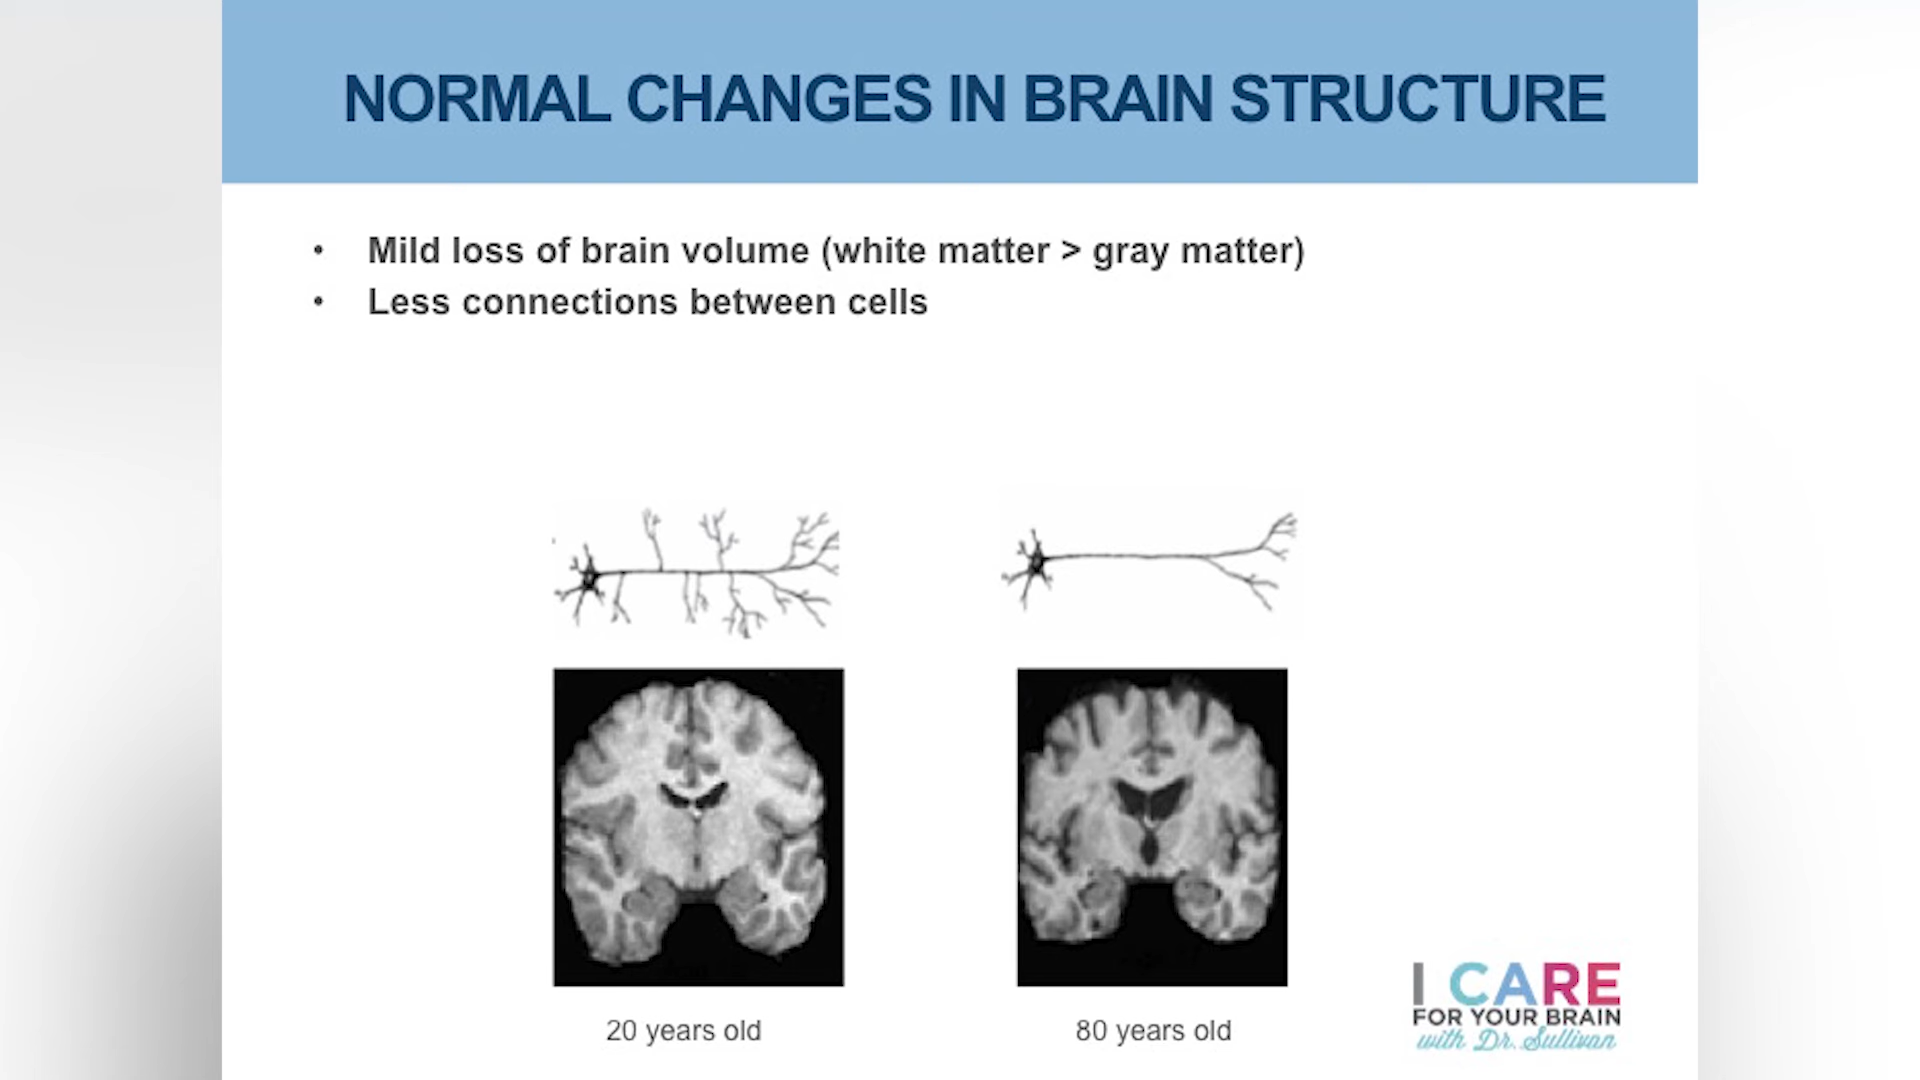 NORMAL CHANGES IN BRAIN STRUCTURE
• Mild loss of brain volume (white matter > gray matter)
• Less connections between cells
20 years old
80 years old
I CARE
FOR YOUR BRAIN
with Dr. Sullivan